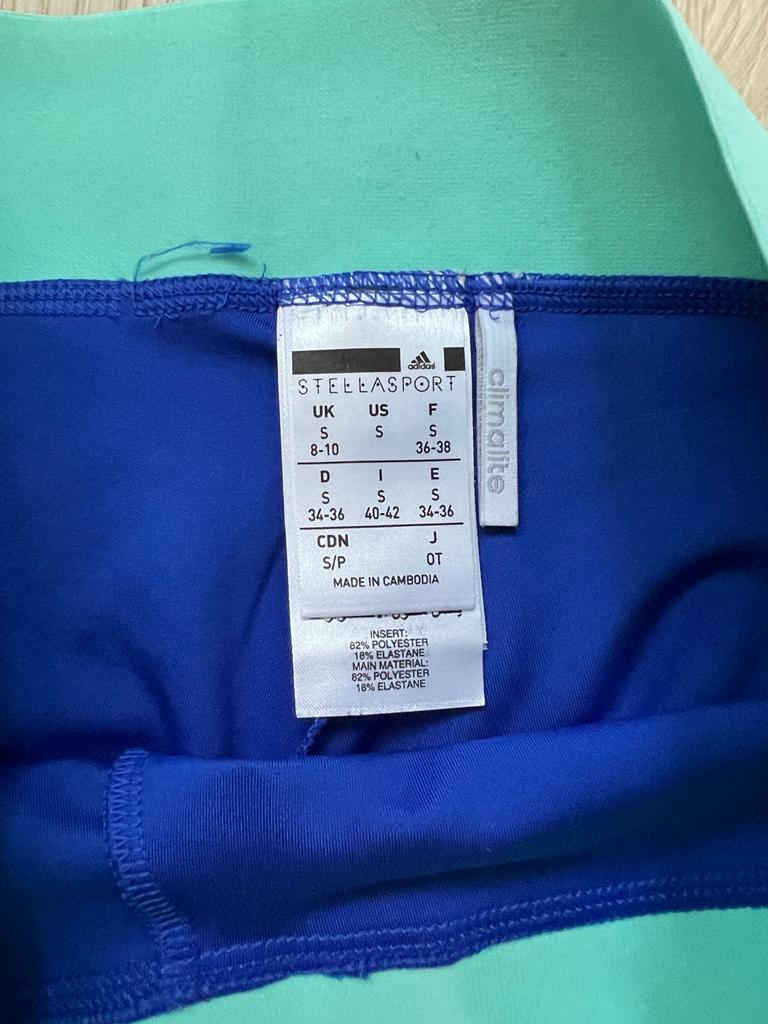 adidas
STELLASPORT
UK US F
S S S
8-10 36-38
D I E
S S S
34-36 40-42 34-36
CDN J
S/P OT
MADE IN CAMBODIA
INSERT:
82% POLYESTER
18% ELASTANE
MAIN MATERIAL:
82% POLYESTER
18% ELASTANE
climalite